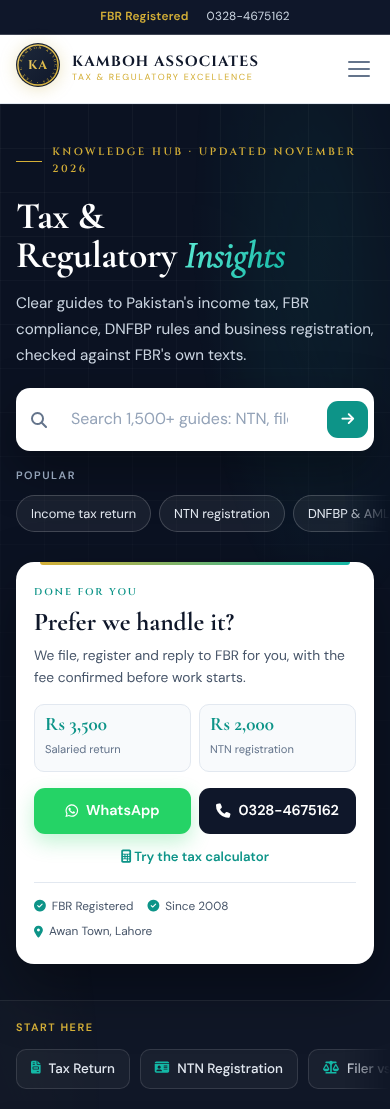 FBR Registered 0328-4675162
KA
KAMBOH ASSOCIATES
TAX & REGULATORY EXCELLENCE
KNOWLEDGE HUB · UPDATED NOVEMBER
2026
Tax &
Regulatory Insights
Clear guides to Pakistan's income tax, FBR
compliance, DNFBP rules and business registration,
checked against FBR's own texts.
Search 1,500+ guides: NTN, fil
POPULAR
Income tax return NTN registration DNFBP & AML
DONE FOR YOU
Prefer we handle it?
We file, register and reply to FBR for you, with the
fee confirmed before work starts.
Rs 3,500 Rs 2,000
Salaried return NTN registration
WhatsApp 0328-4675162
Try the tax calculator
FBR Registered Since 2008
Awan Town, Lahore
START HERE
Tax Return NTN Registration Filer vs